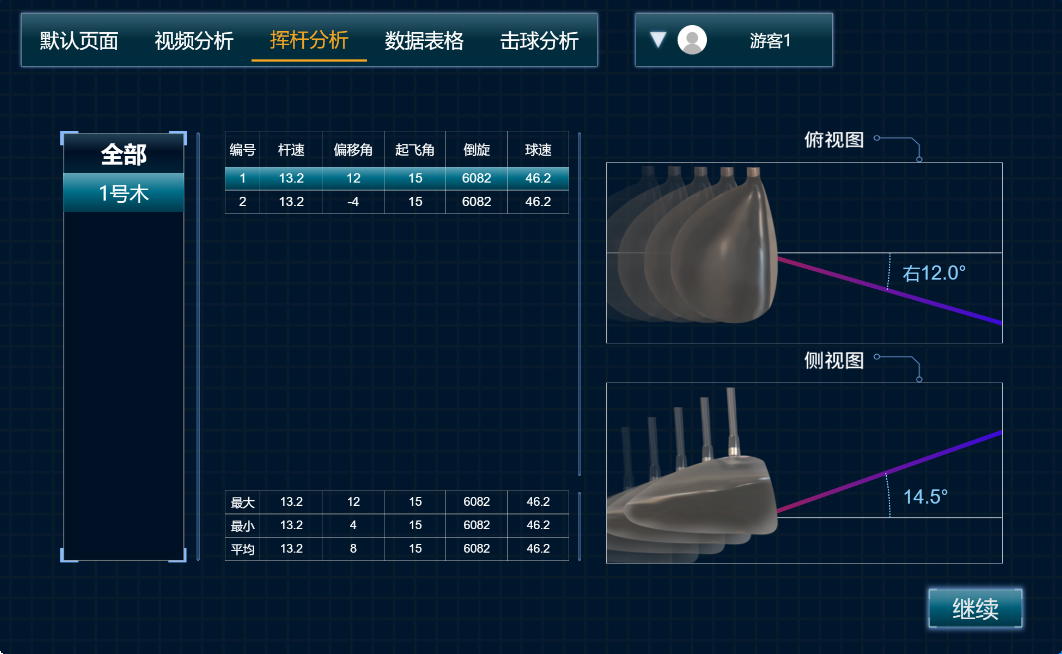 默认页面 视频分析 挥杆分析 数据表格 击球分析 游客1
全部
1号木
编号 杆速 偏移角 起飞角 倒旋 球速
1 13.2 12 15 6082 46.2
2 13.2 -4 15 6082 46.2
最大 13.2 12 15 6082 46.2
最小 13.2 4 15 6082 46.2
平均 13.2 8 15 6082 46.2
俯视图
右12.0°
侧视图
14.5°
继续